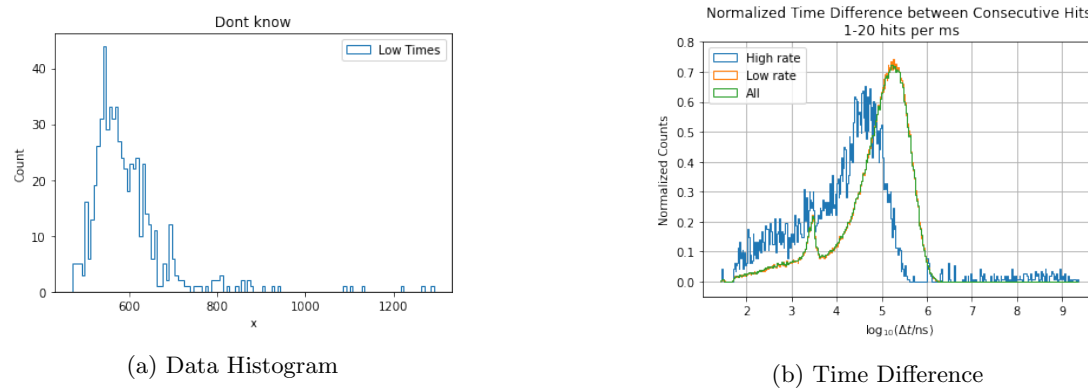 Dont know
Low Times
Count
40
30
20
10
0
600
800
1000
1200
x
(a) Data Histogram
Normalized Time Difference between Consecutive Hits
1-20 hits per ms
High rate
Low rate
All
Normalized Counts
0.8
0.7
0.6
0.5
0.4
0.3
0.2
0.1
0.0
2
3
4
5
6
7
8
9
log₁₀(Δt/ns)
(b) Time Difference